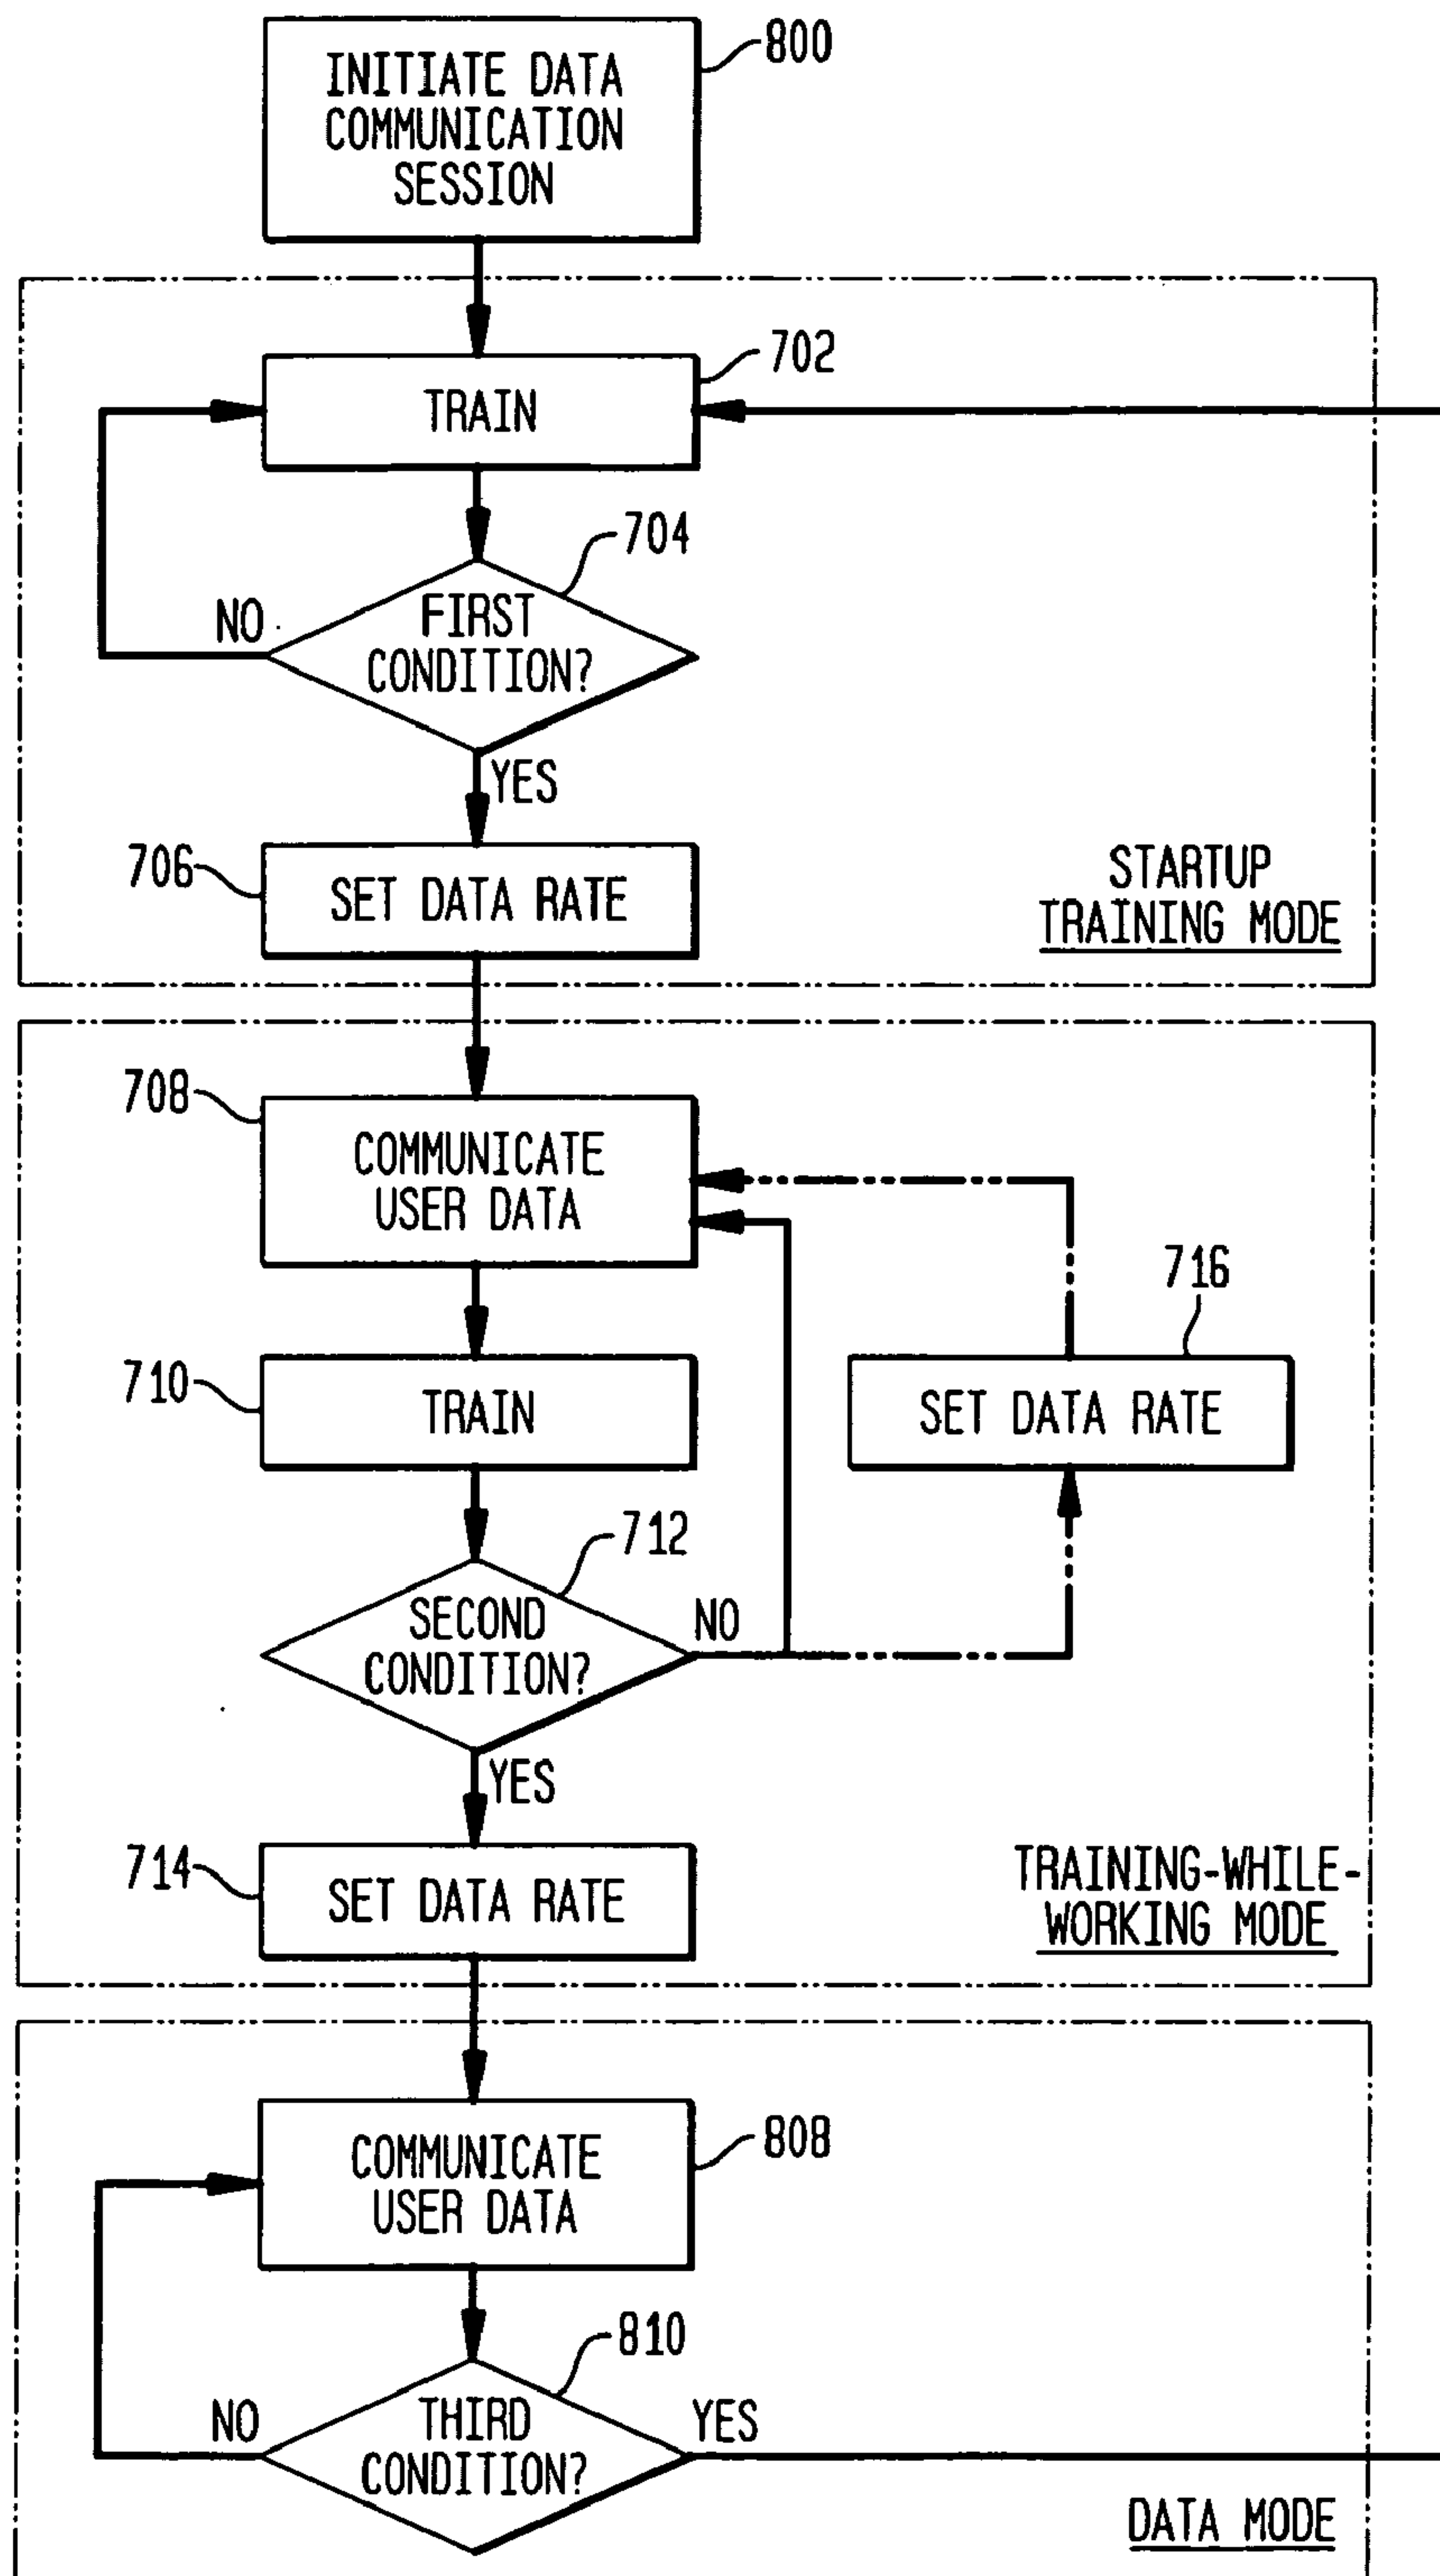 800
INITIATE DATA
COMMUNICATION
SESSION
702
TRAIN
704
NO
FIRST
CONDITION?
YES
706
SET DATA RATE
STARTUP
TRAINING MODE
708
COMMUNICATE
USER DATA
716
710
TRAIN
SET DATA RATE
712
SECOND
CONDITION?
NO
YES
714
SET DATA RATE
TRAINING-WHILE-
WORKING MODE
808
COMMUNICATE
USER DATA
810
NO
THIRD
CONDITION?
YES
DATA MODE